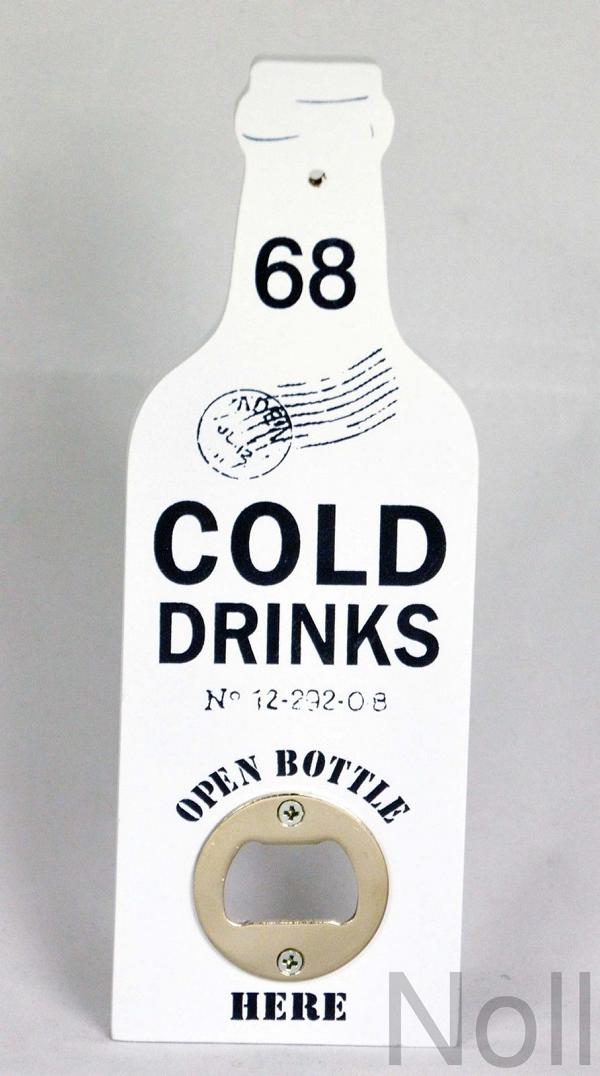 68
COLD
DRINKS
Nº 12-292-08
OPEN BOTTLE
HERE
Noll